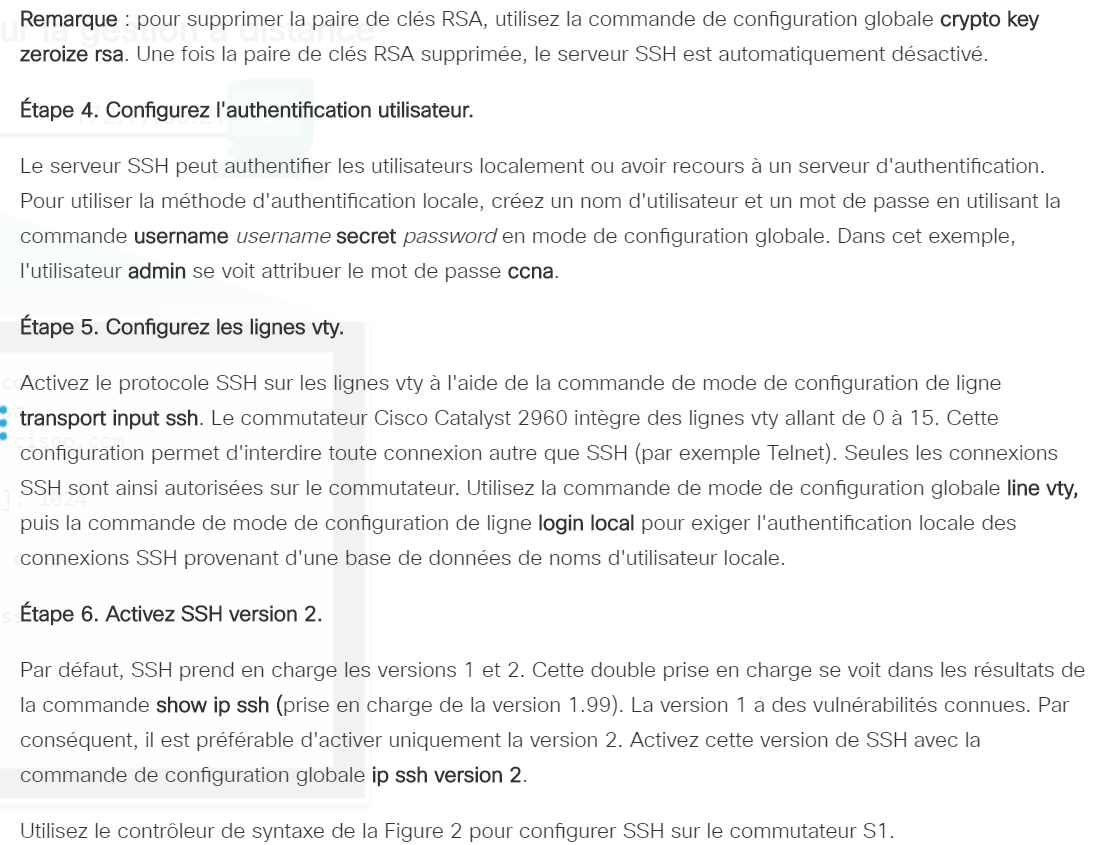 Remarque : pour supprimer la paire de clés RSA, utilisez la commande de configuration globale crypto key
zeroize rsa. Une fois la paire de clés RSA supprimée, le serveur SSH est automatiquement désactivé.
Étape 4. Configurez l'authentification utilisateur.
Le serveur SSH peut authentifier les utilisateurs localement ou avoir recours à un serveur d'authentification.
Pour utiliser la méthode d'authentification locale, créez un nom d'utilisateur et un mot de passe en utilisant la
commande username username secret password en mode de configuration globale. Dans cet exemple,
l'utilisateur admin se voit attribuer le mot de passe ccna.
Étape 5. Configurez les lignes vty.
Activez le protocole SSH sur les lignes vty à l'aide de la commande de mode de configuration de ligne
transport input ssh. Le commutateur Cisco Catalyst 2960 intègre des lignes vty allant de 0 à 15. Cette
configuration permet d'interdire toute connexion autre que SSH (par exemple Telnet). Seules les connexions
SSH sont ainsi autorisées sur le commutateur. Utilisez la commande de mode de configuration globale line vty,
puis la commande de mode de configuration de ligne login local pour exiger l'authentification locale des
connexions SSH provenant d'une base de données de noms d'utilisateur locale.
Étape 6. Activez SSH version 2.
Par défaut, SSH prend en charge les versions 1 et 2. Cette double prise en charge se voit dans les résultats de
la commande show ip ssh (prise en charge de la version 1.99). La version 1 a des vulnérabilités connues. Par
conséquent, il est préférable d'activer uniquement la version 2. Activez cette version de SSH avec la
commande de configuration globale ip ssh version 2.
Utilisez le contrôleur de syntaxe de la Figure 2 pour configurer SSH sur le commutateur S1.